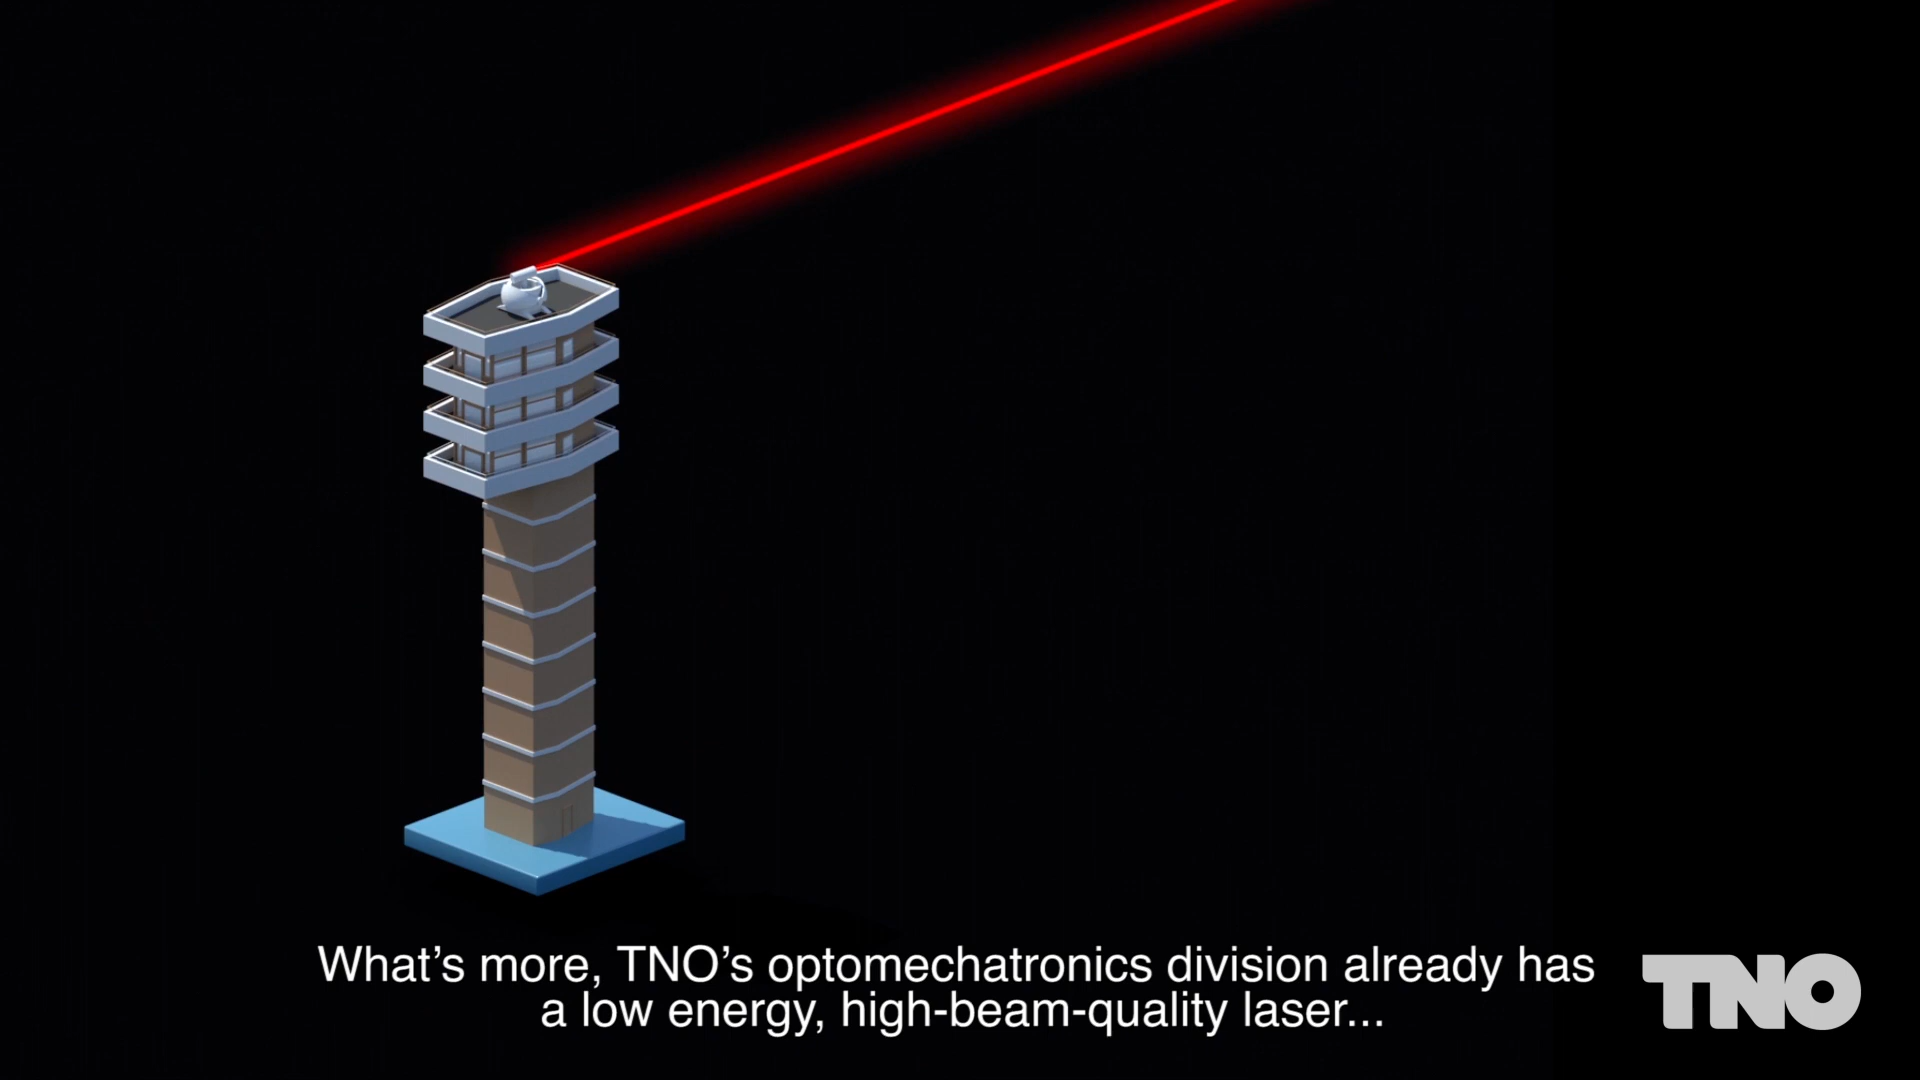 What’s more, TNO’s optomechatronics division already has
a low energy, high-beam-quality laser...
TNO